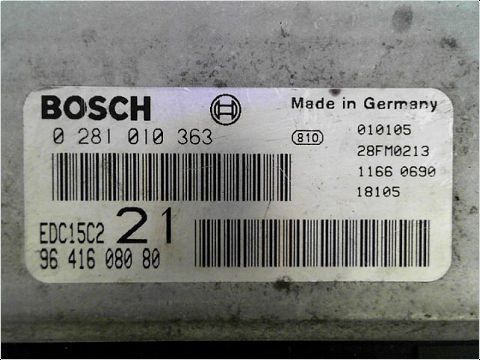 BOSCH
Made in Germany
0 281 010 363
810
010105
28FM0213
1166 0690
18105
EDC15C2 21
96 416 080 80